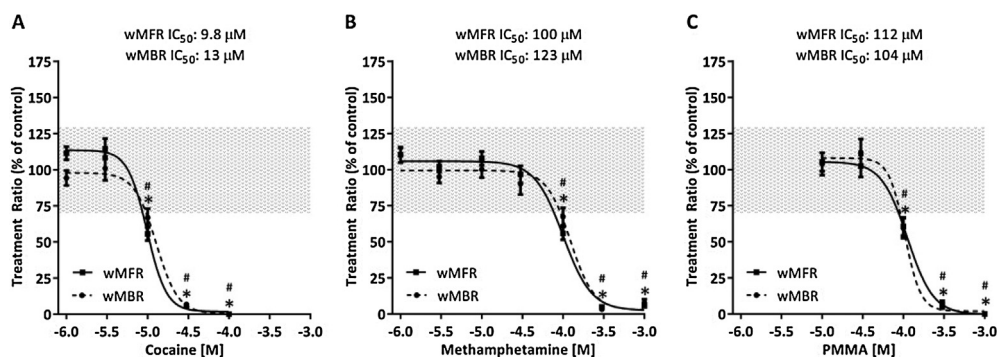 A
wMFR IC50: 9.8 µM
wMBR IC50: 13 µM
Treatment Ratio (% of control)
175
150
125
100
75
50
25
0
#
*
#
*
#
*
wMFR
wMBR
-6.0 -5.5 -5.0 -4.5 -4.0 -3.5 -3.0
Cocaine [M]
B
wMFR IC50: 100 µM
wMBR IC50: 123 µM
Treatment Ratio (% of control)
175
150
125
100
75
50
25
0
#
*
#
*
#
*
wMFR
wMBR
-6.0 -5.5 -5.0 -4.5 -4.0 -3.5 -3.0
Methamphetamine [M]
C
wMFR IC50: 112 µM
wMBR IC50: 104 µM
Treatment Ratio (% of control)
175
150
125
100
75
50
25
0
#
*
#
*
#
*
wMFR
wMBR
-6.0 -5.5 -5.0 -4.5 -4.0 -3.5 -3.0
PMMA [M]